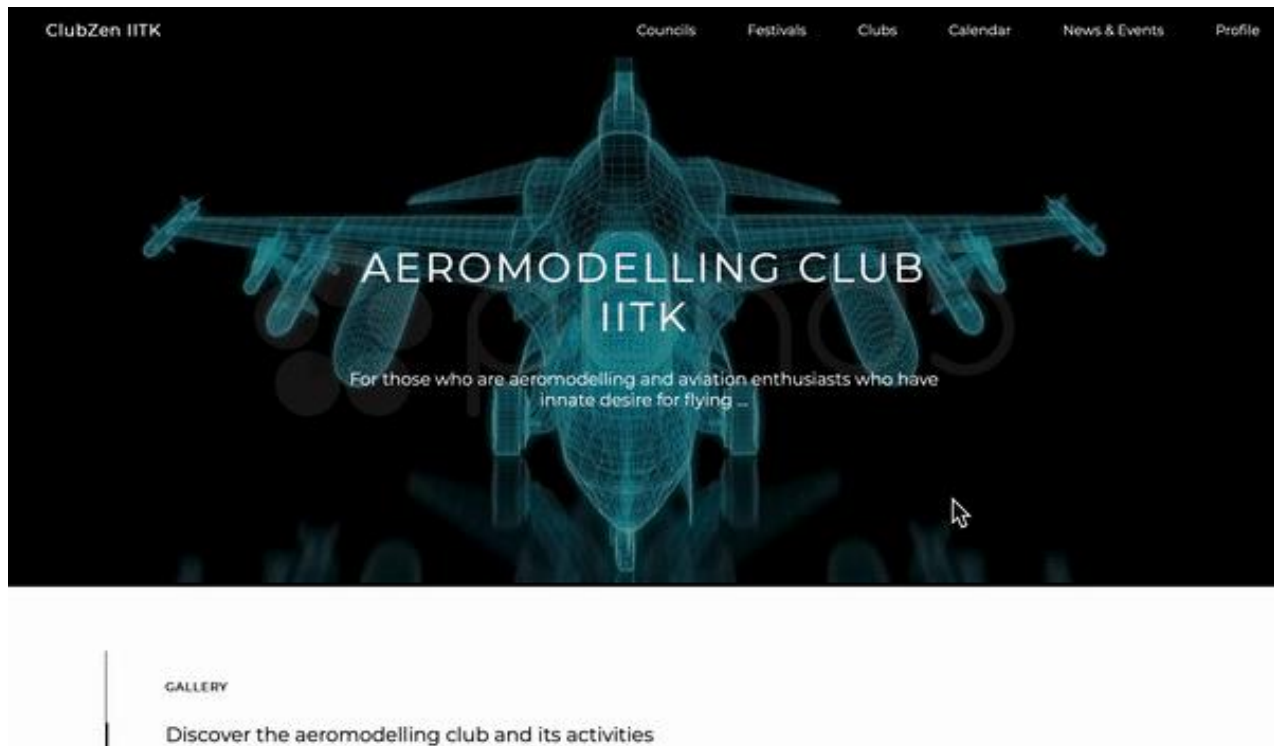 ClubZen IITK
Councils Festivals Clubs Calendar News & Events Profile
AEROMODELLING CLUB
IITK
For those who are aeromodelling and aviation enthusiasts who have
innate desire for flying ...
GALLERY
Discover the aeromodelling club and its activities